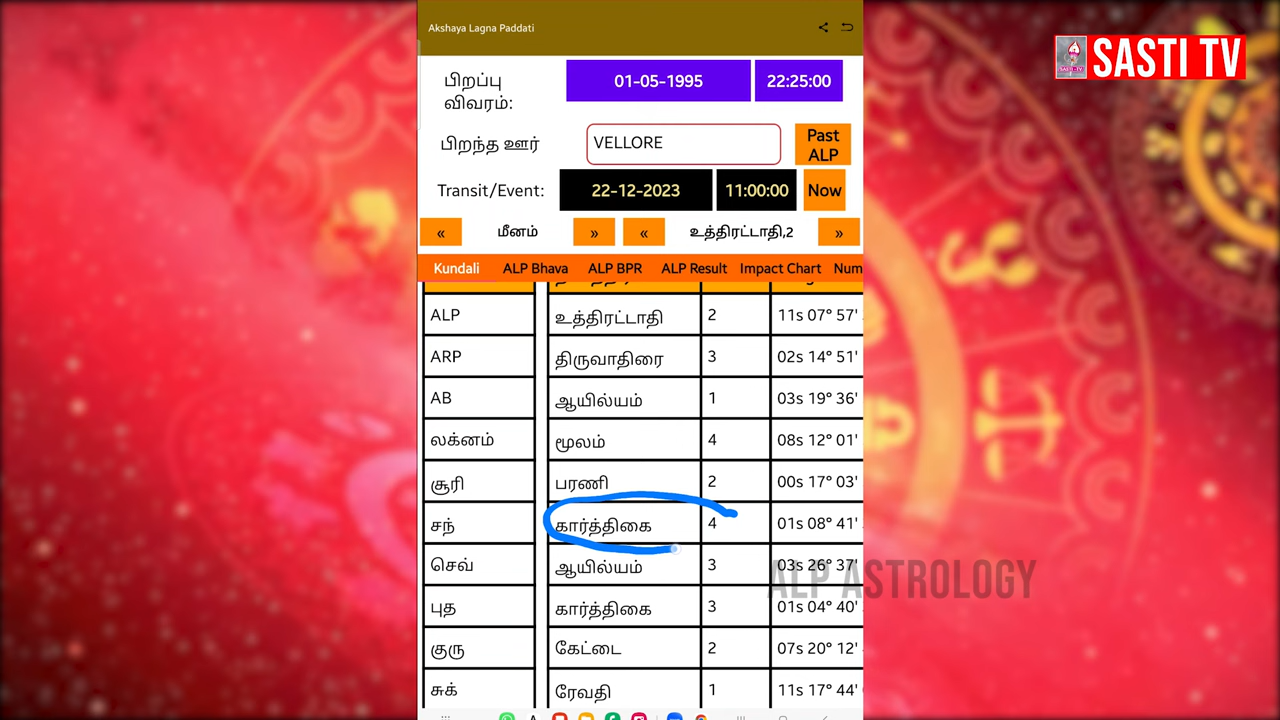 Akshaya Lagna Paddati
SASTI TV
பிறப்பு விவரம்: 01-05-1995 22:25:00
பிறந்த ஊர் VELLORE Past ALP
Transit/Event: 22-12-2023 11:00:00 Now
« மீனம் » « உத்திரட்டாதி,2 »
Kundali ALP Bhava ALP BPR ALP Result Impact Chart Num
ALP உத்திரட்டாதி 2 11s 07° 57'
ARP திருவாதிரை 3 02s 14° 51'
AB ஆயில்யம் 1 03s 19° 36'
லக்னம் மூலம் 4 08s 12° 01'
சூரி பரணி 2 00s 17° 03'
சந் கார்த்திகை 4 01s 08° 41'
செவ் ஆயில்யம் 3 03s 26° 37'
ALP ASTROLOGY
புத கார்த்திகை 3 01s 04° 40'
குரு கேட்டை 2 07s 20° 12'
சுக் ரேவதி 1 11s 17° 44'